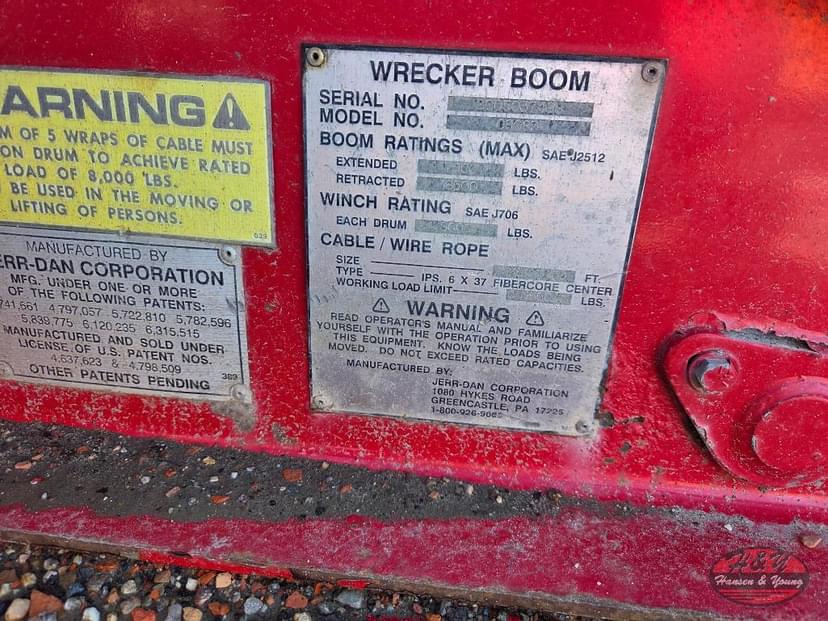 ARNING
M OF 5 WRAPS OF CABLE MUST
ON DRUM TO ACHIEVE RATED
LOAD OF 8,000 LBS.
BE USED IN THE MOVING OR
LIFTING OF PERSONS.
039
MANUFACTURED BY
ERR-DAN CORPORATION
MFG. UNDER ONE OR MORE
OF THE FOLLOWING PATENTS:
741,661 4,797,057 5,722,810 5,782,596
5,839,775 6,120,235 6,315,515
MANUFACTURED AND SOLD UNDER
LICENSE OF U.S. PATENT NOS.
4,637,623 & 4,798,509
OTHER PATENTS PENDING
389
WRECKER BOOM
SERIAL NO.
MODEL NO.
BOOM RATINGS (MAX) SAE J2512
EXTENDED LBS.
RETRACTED LBS.
WINCH RATING SAE J706
EACH DRUM LBS.
CABLE / WIRE ROPE
SIZE FT.
TYPE IPS. 6 X 37 FIBERCORE CENTER
WORKING LOAD LIMIT LBS.
WARNING
READ OPERATOR'S MANUAL AND FAMILIARIZE
YOURSELF WITH THE OPERATION PRIOR TO USING
THIS EQUIPMENT. KNOW THE LOADS BEING
MOVED. DO NOT EXCEED RATED CAPACITIES.
MANUFACTURED BY:
JERR-DAN CORPORATION
1080 HYKES ROAD
GREENCASTLE, PA 17225
H&Y
Hansen & Young